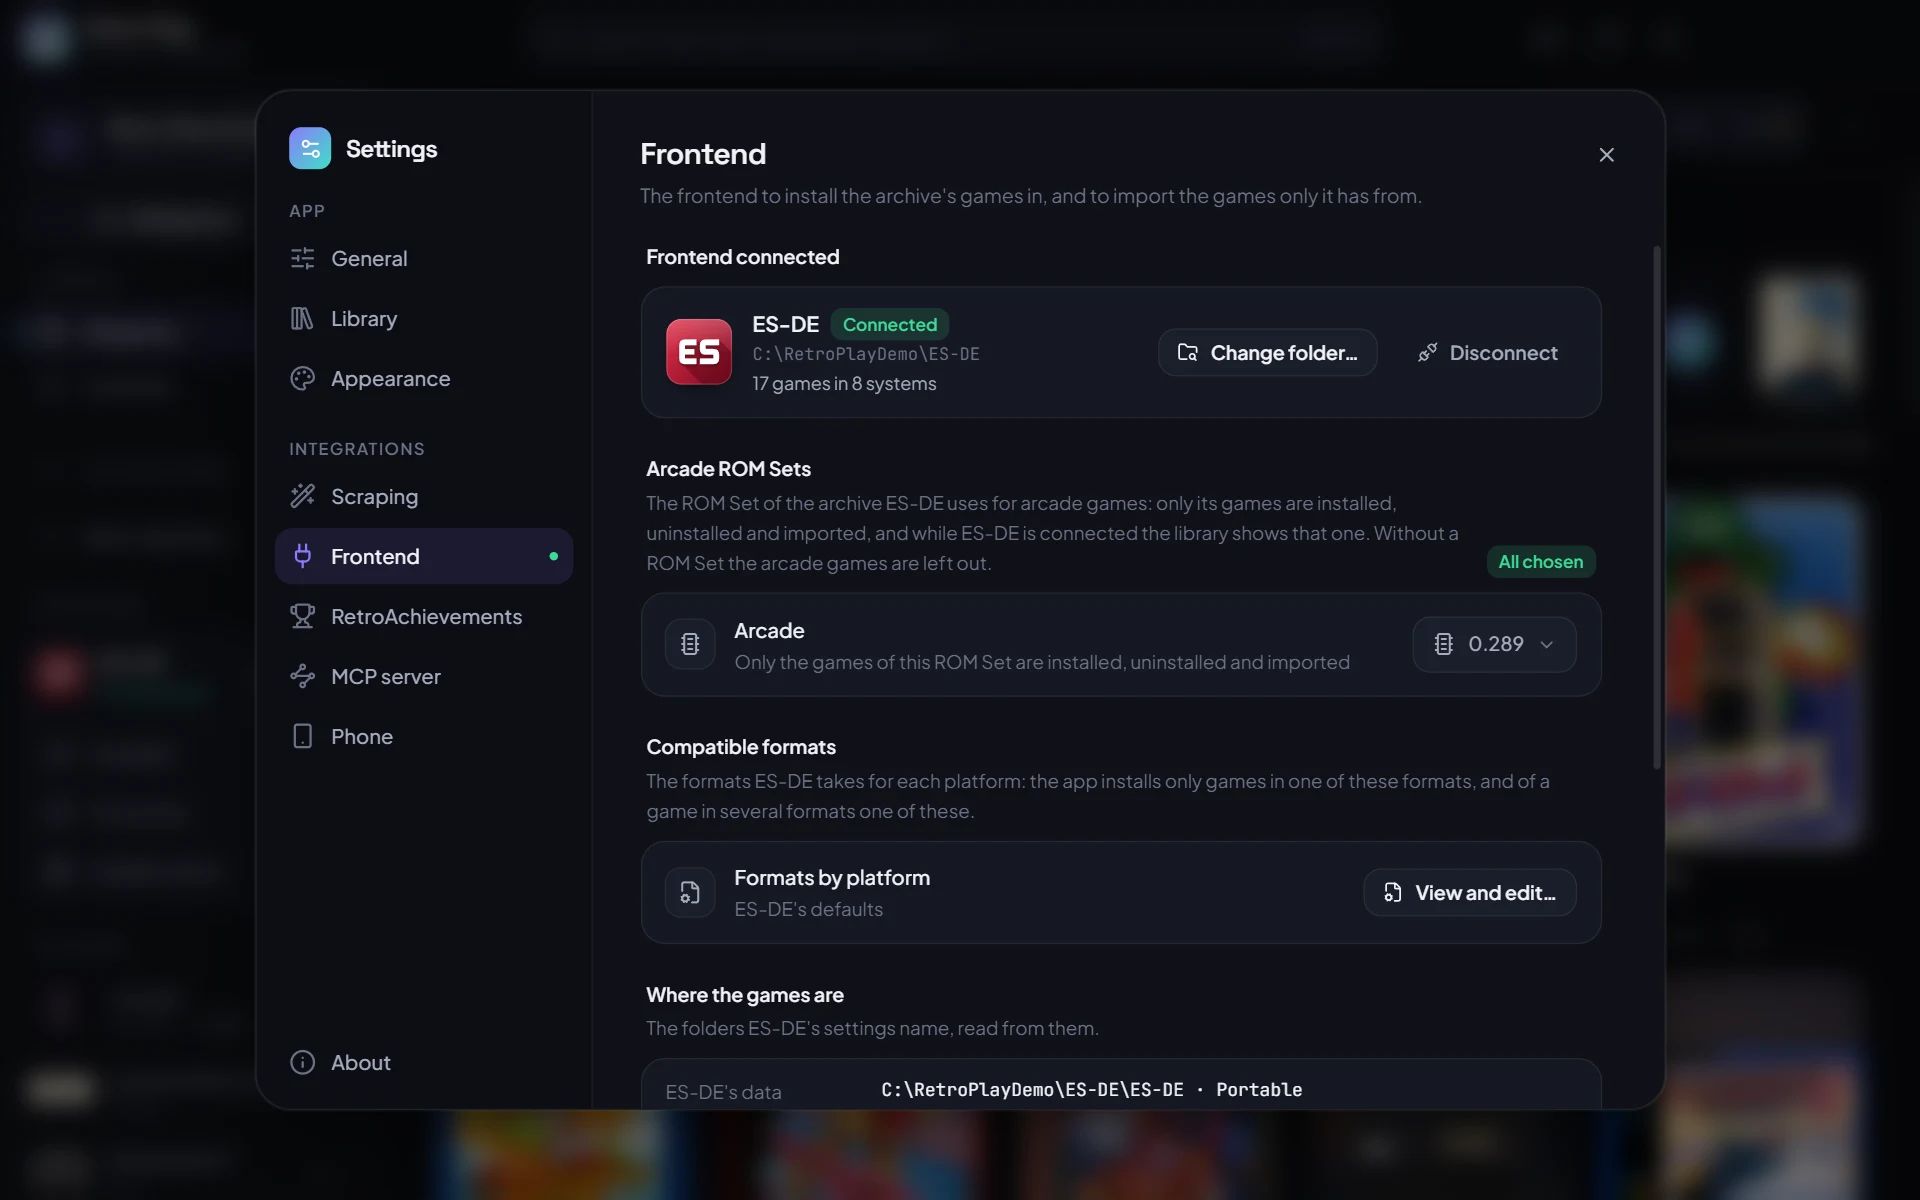 Settings
APP
General
Library
Appearance
INTEGRATIONS
Scraping
Frontend
RetroAchievements
MCP server
Phone
About
Frontend
The frontend to install the archive's games in, and to import the games only it has from.
Frontend connected
ES
ES-DE Connected
C:\RetroPlayDemo\ES-DE
17 games in 8 systems
Change folder...
Disconnect
Arcade ROM Sets
The ROM Set of the archive ES-DE uses for arcade games: only its games are installed,
uninstalled and imported, and while ES-DE is connected the library shows that one. Without a
ROM Set the arcade games are left out.
All chosen
Arcade
Only the games of this ROM Set are installed, uninstalled and imported
0.289
Compatible formats
The formats ES-DE takes for each platform: the app installs only games in one of these formats, and of a
game in several formats one of these.
Formats by platform
ES-DE's defaults
View and edit...
Where the games are
The folders ES-DE's settings name, read from them.
ES-DE's data
C:\RetroPlayDemo\ES-DE\ES-DE · Portable